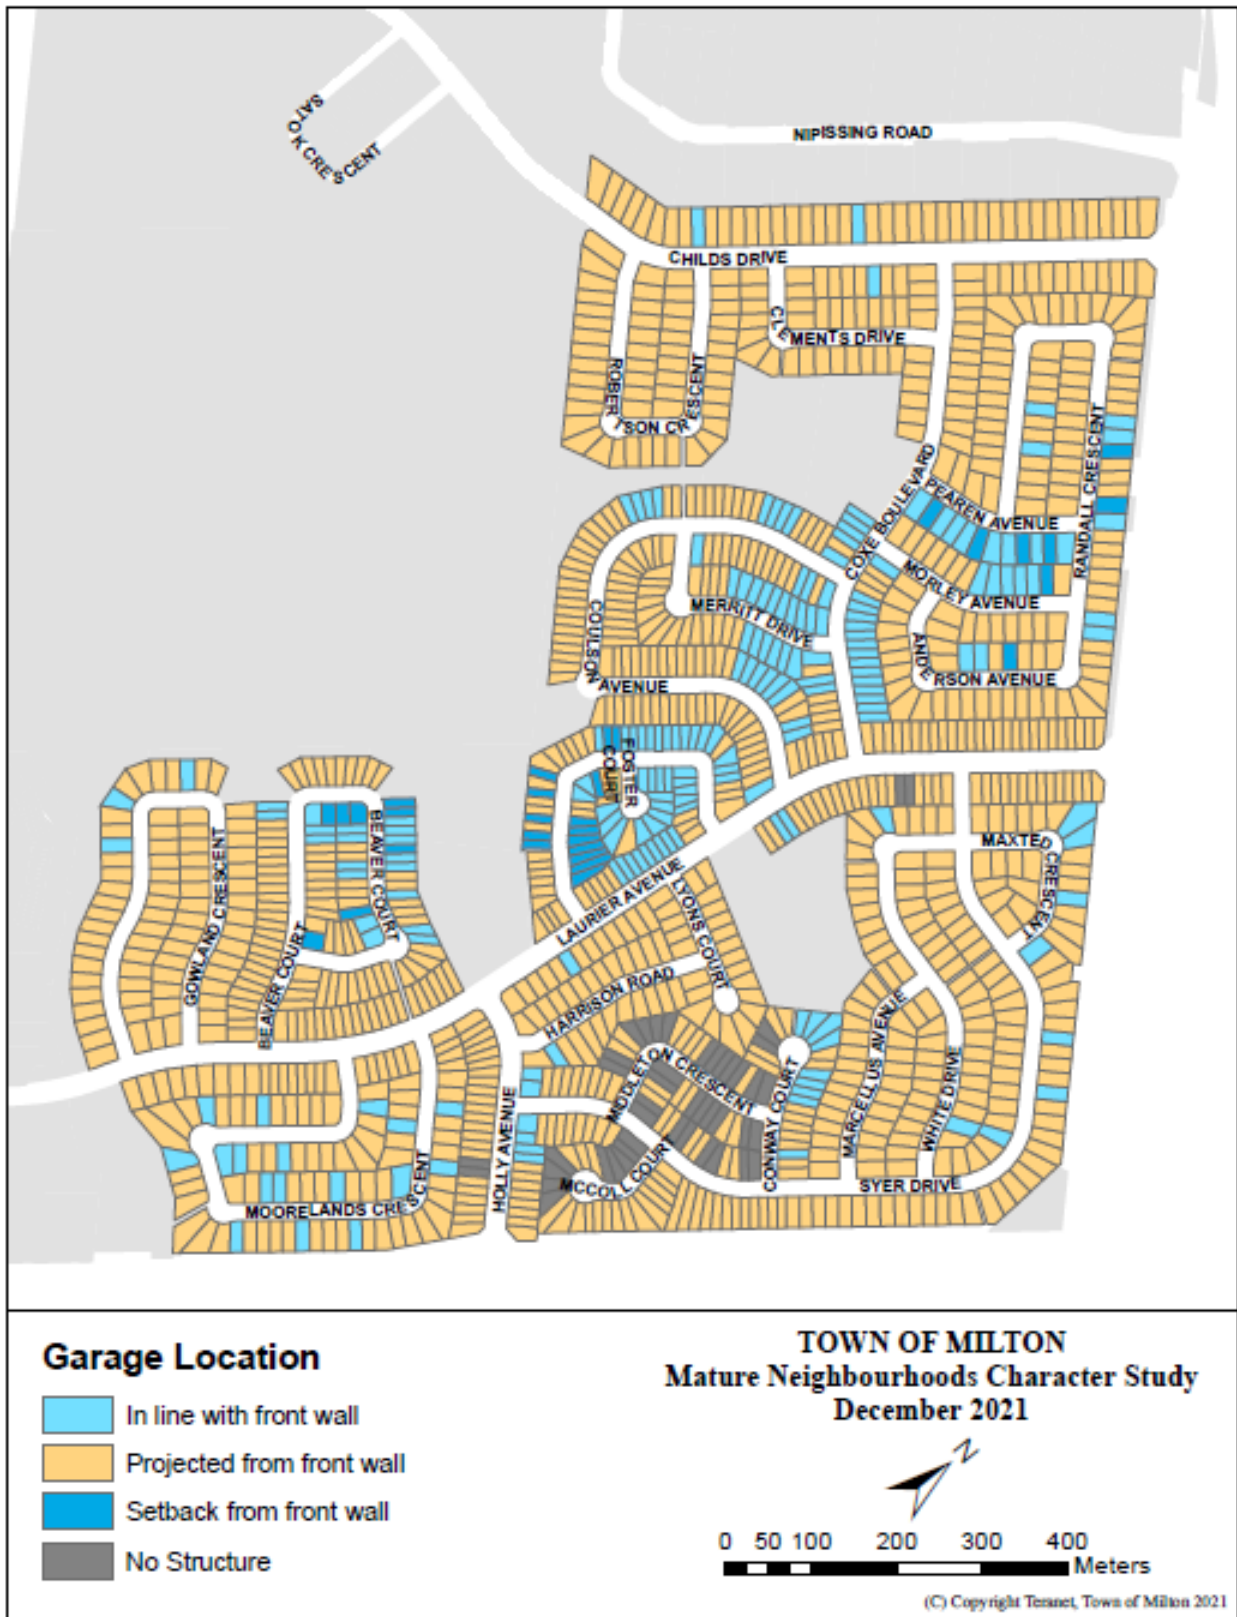 SATOK CRESCENT
NIPISSING ROAD
CHILDS DRIVE
CLEMENTS DRIVE
ROBERTSON CRESCENT
RANDALL CRESCENT
COXE BOULEVARD
PEAREN AVENUE
MORLEY AVENUE
ANDERSON AVENUE
MERRITT DRIVE
COULSON AVENUE
FOSTER COURT
BEAVER COURT
GOWLAND CRESCENT
BEAVER COURT
LAURIER AVENUE
LYONS COURT
MAXTED CRESCENT
HARRISON ROAD
MIDDLETON CRESCENT
CONWAY COURT
MARCELLUS AVENUE
WHITE DRIVE
HOLLY AVENUE
MCCOLL COURT
SYER DRIVE
MOORELANDS CRESCENT
Garage Location
In line with front wall
Projected from front wall
Setback from front wall
No Structure
TOWN OF MILTON
Mature Neighbourhoods Character Study
December 2021
N
0 50 100 200 300 400
Meters
(C) Copyright Teranet, Town of Milton 2021